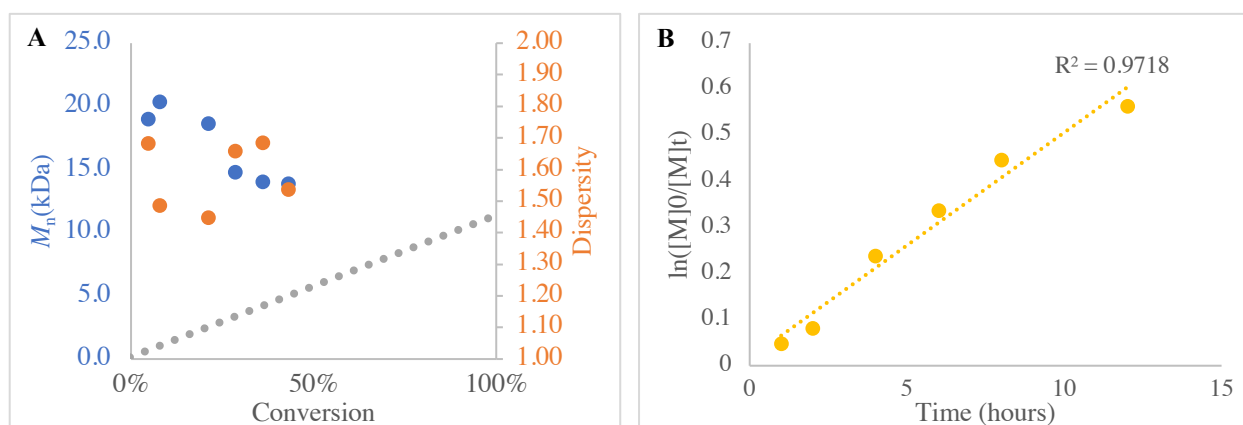 A
25.0
20.0
15.0
10.0
5.0
0.0
Mn(kDa)
2.00
1.90
1.80
1.70
1.60
1.50
1.40
1.30
1.20
1.10
1.00
Dispersity
0% 50% 100%
Conversion
B
0.7
0.6
0.5
0.4
0.3
0.2
0.1
0
ln([M]0/[M]t)
R² = 0.9718
0 5 10 15
Time (hours)